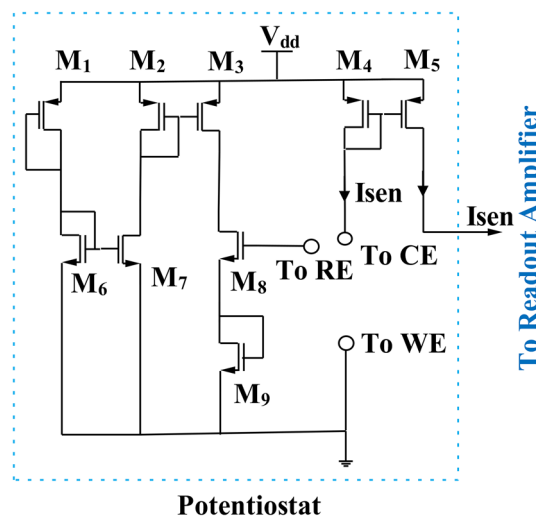 Vdd
M1
M2
M3
M4
M5
Isen
Isen
To RE
To CE
M6
M7
M8
To WE
M9
To Readout Amplifier
Potentiostat